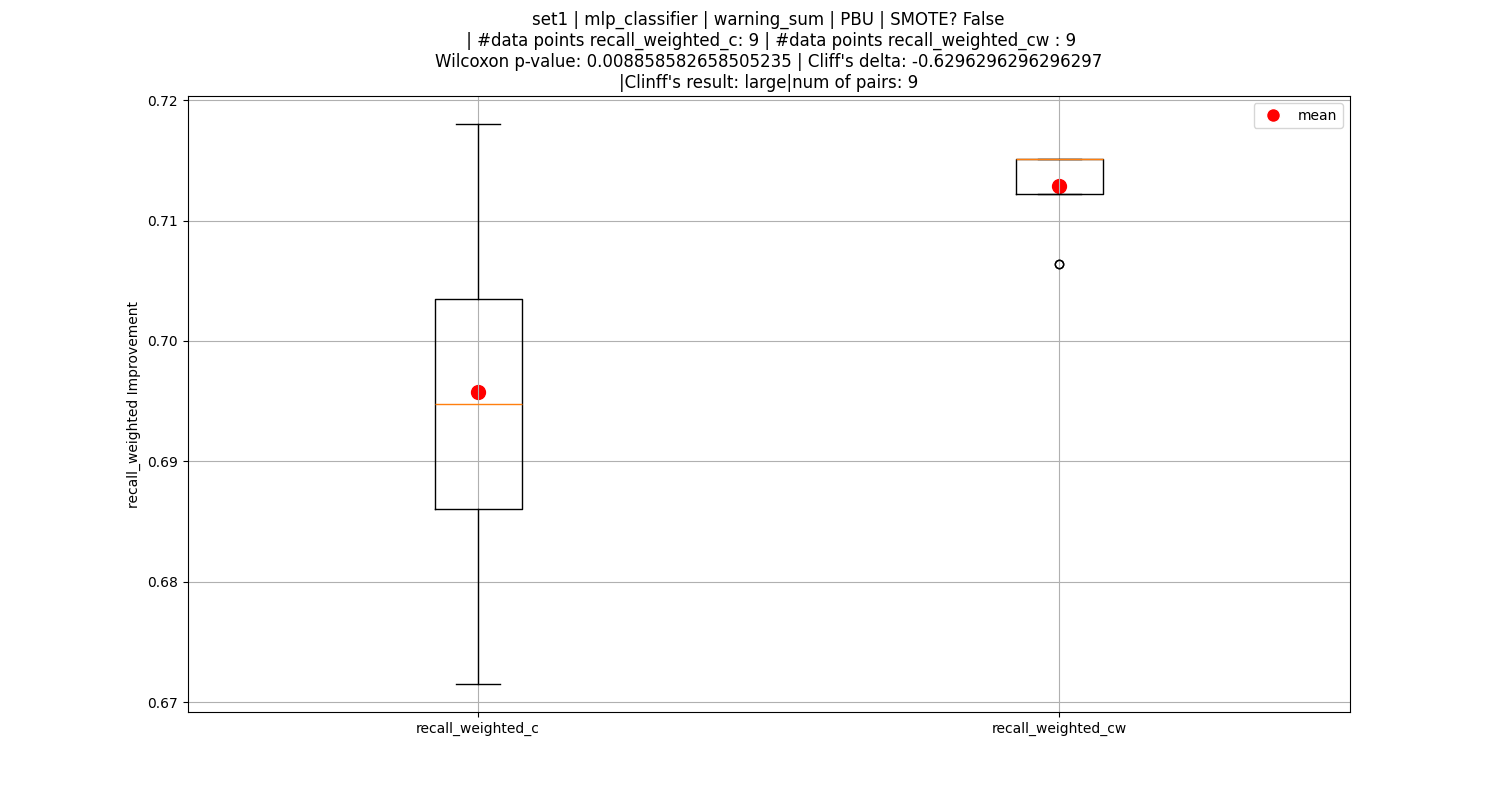 set1 | mlp_classifier | warning_sum | PBU | SMOTE? False
| #data points recall_weighted_c: 9 | #data points recall_weighted_cw : 9
Wilcoxon p-value: 0.008858582658505235 | Cliff's delta: -0.6296296296296297
|Clinff's result: large|num of pairs: 9
mean
recall_weighted Improvement
0.72
0.71
0.70
0.69
0.68
0.67
recall_weighted_c
recall_weighted_cw